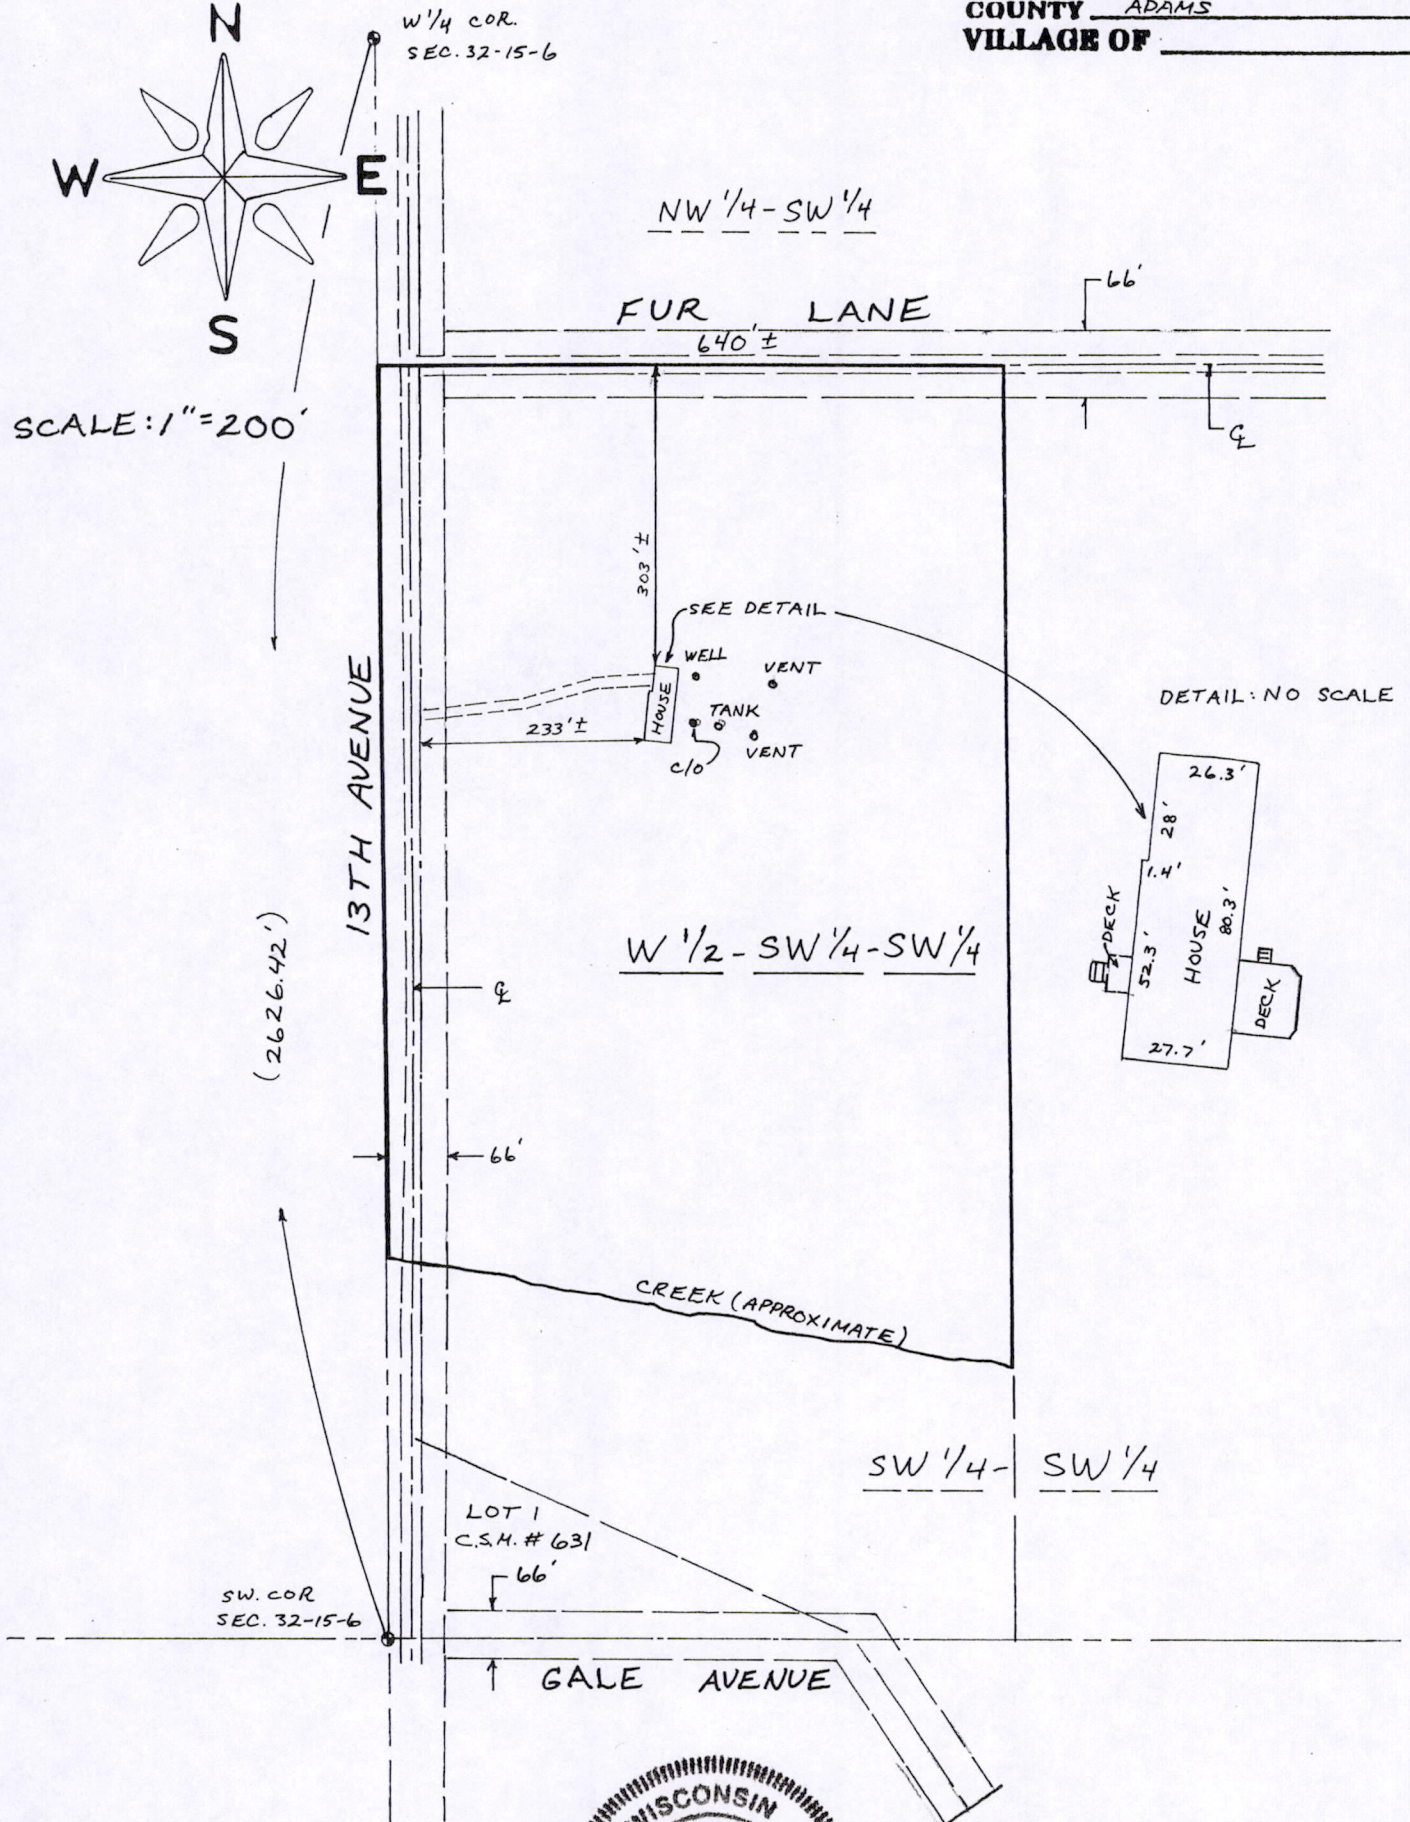 COUNTY ADAMS
VILLAGE OF
N
W
E
S
W 1/4 COR.
SEC. 32-15-6
NW 1/4 - SW 1/4
66'
FUR LANE
640'±
SCALE: 1" = 200'
C͟L
303'±
SEE DETAIL
WELL
VENT
HOUSE
TANK
233'±
VENT
C/O
13TH AVENUE
DETAIL: NO SCALE
26.3'
28'
1.4'
DECK
52.3'
HOUSE
80.3'
DECK
27.7'
W 1/2 - SW 1/4 - SW 1/4
(2626.42')
℄
66'
CREEK (APPROXIMATE)
SW 1/4 - SW 1/4
LOT 1
C.S.M. # 631
66'
SW. COR
SEC. 32-15-6
GALE AVENUE
WISCONSIN